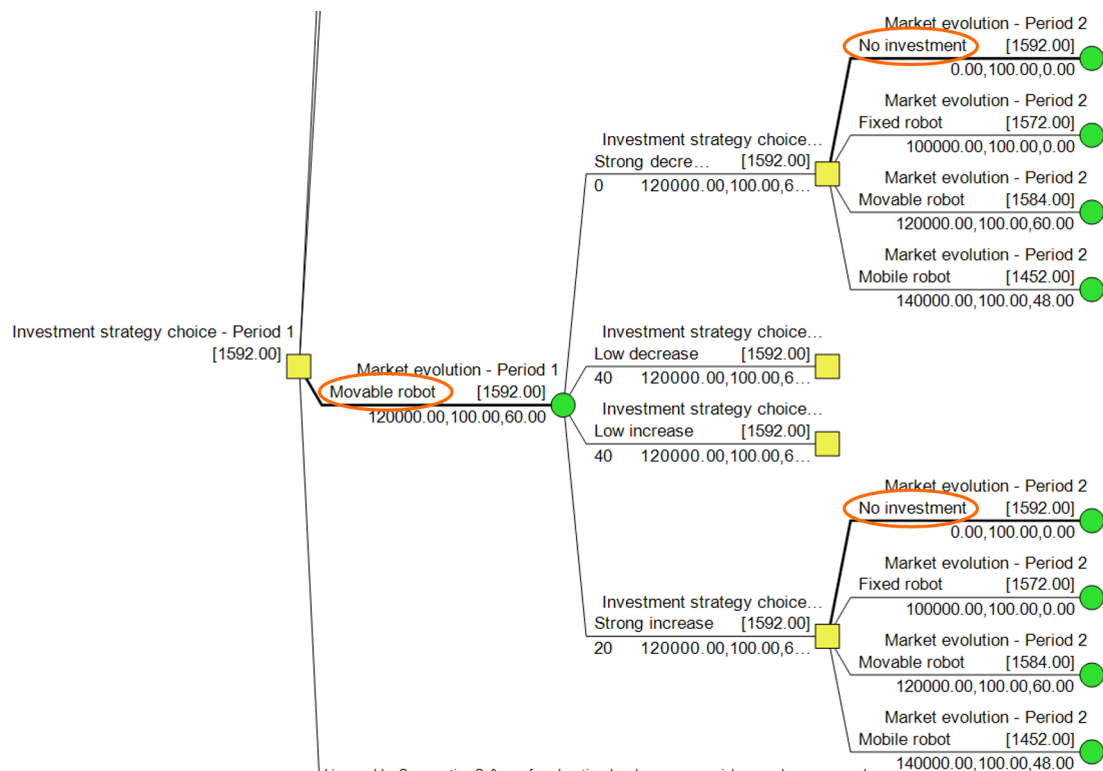 Market evolution - Period 2
No investment [1592.00]
0.00,100.00,0.00
Market evolution - Period 2
Fixed robot [1572.00]
100000.00,100.00,0.00
Investment strategy choice...
Strong decre... [1592.00]
0 120000.00,100.00,6...
Market evolution - Period 2
Movable robot [1584.00]
120000.00,100.00,60.00
Market evolution - Period 2
Mobile robot [1452.00]
140000.00,100.00,48.00
Investment strategy choice - Period 1
[1592.00]
Market evolution - Period 1
Movable robot [1592.00]
120000.00,100.00,60.00
Investment strategy choice...
Low decrease [1592.00]
40 120000.00,100.00,6...
Investment strategy choice...
Low increase [1592.00]
40 120000.00,100.00,6...
Market evolution - Period 2
No investment [1592.00]
0.00,100.00,0.00
Market evolution - Period 2
Fixed robot [1572.00]
100000.00,100.00,0.00
Investment strategy choice...
Strong increase [1592.00]
20 120000.00,100.00,6...
Market evolution - Period 2
Movable robot [1584.00]
120000.00,100.00,60.00
Market evolution - Period 2
Mobile robot [1452.00]
140000.00,100.00,48.00